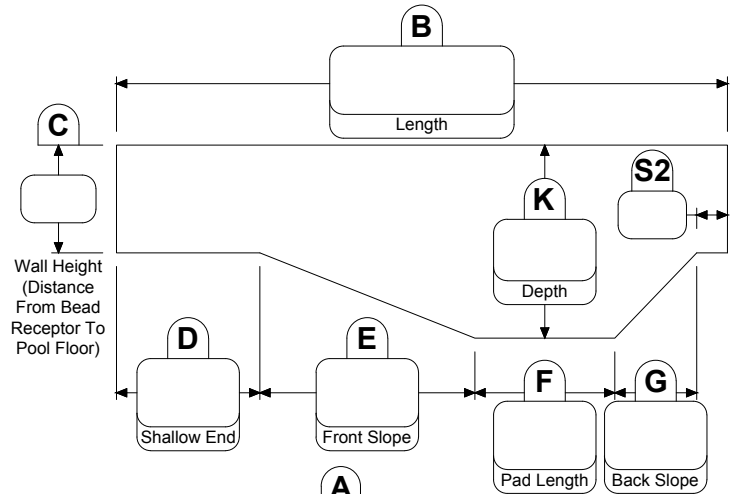 B
Length
C
S2
K
Depth
Wall Height
(Distance
From Bead
Receptor To
Pool Floor)
D
Shallow End
E
Front Slope
F
Pad Length
G
Back Slope
A